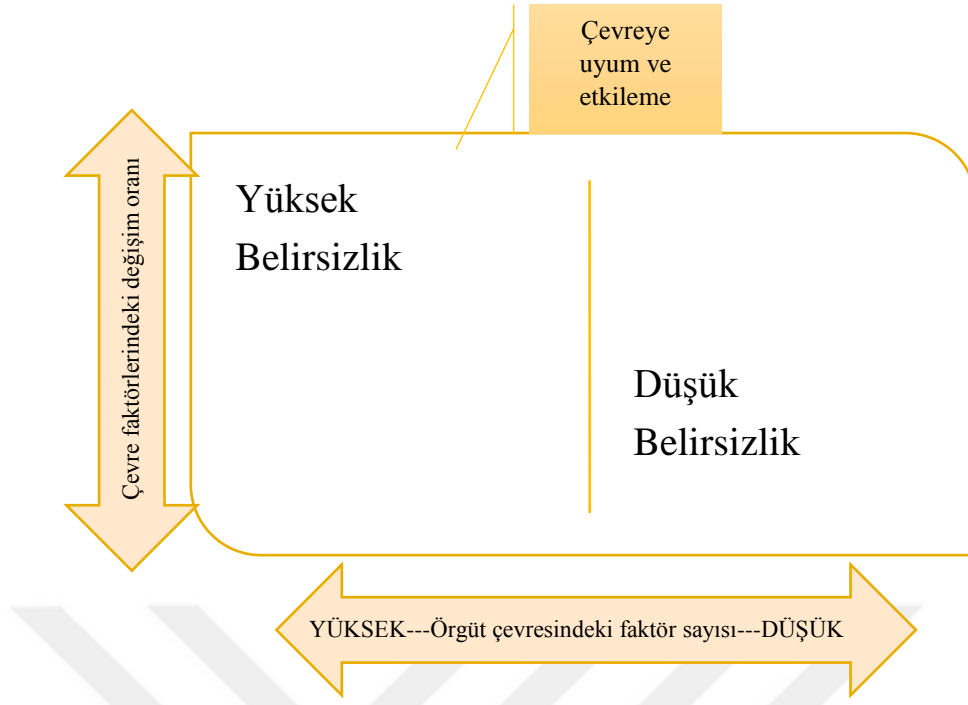 Çevreye
uyum ve
etkileme
Çevre faktörlerindeki değişim oranı
Yüksek
Belirsizlik
Düşük
Belirsizlik
YÜKSEK---Örgüt çevresindeki faktör sayısı---DÜŞÜK